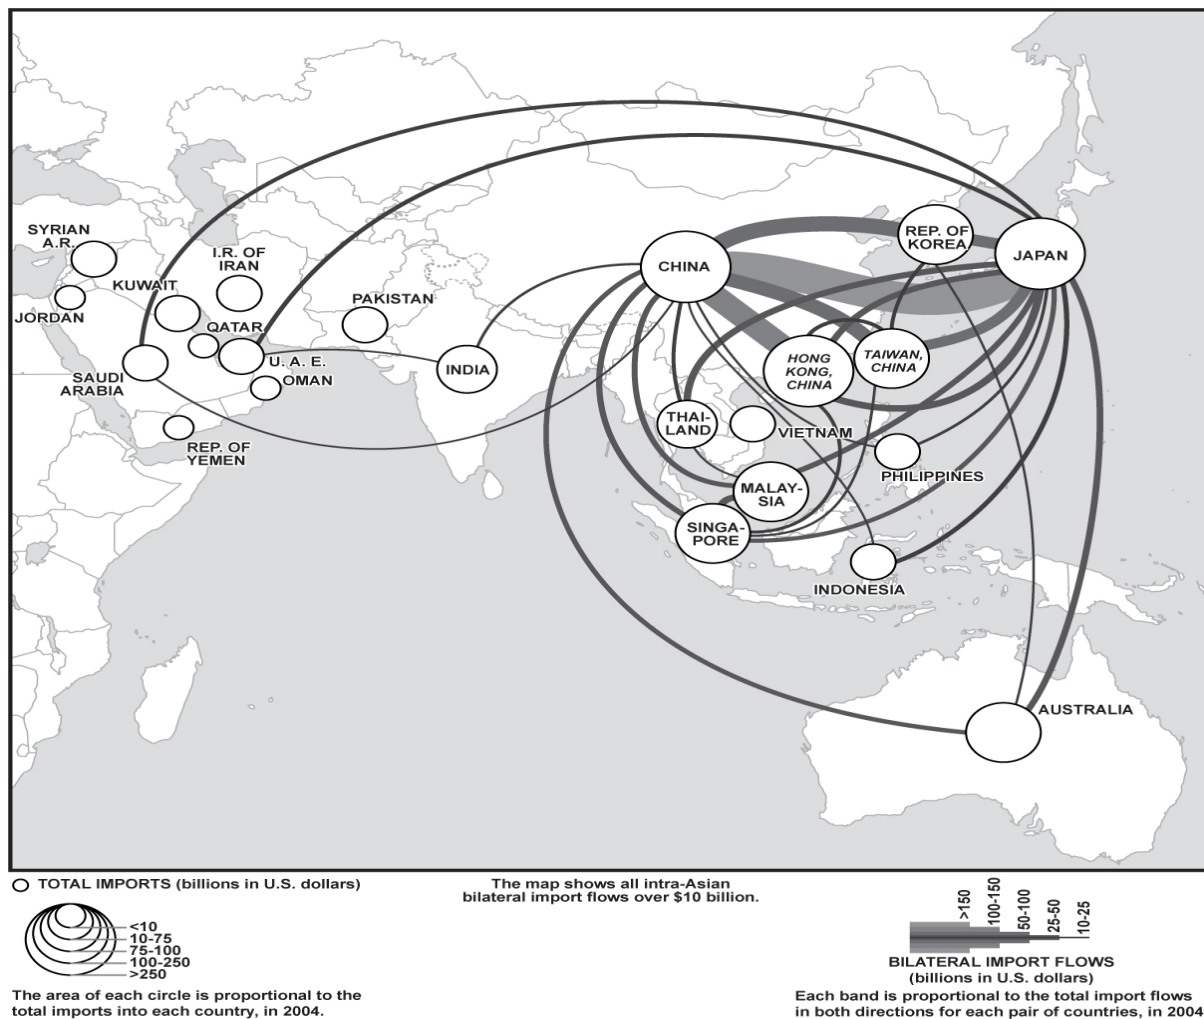 SYRIAN
A.R.
JORDAN
KUWAIT
I.R. OF
IRAN
QATAR
SAUDI
ARABIA
U. A. E.
OMAN
REP. OF
YEMEN
PAKISTAN
INDIA
CHINA
REP. OF
KOREA
JAPAN
HONG
KONG,
CHINA
TAIWAN,
CHINA
THAI-
LAND
VIETNAM
PHILIPPINES
MALAY-
SIA
SINGA-
PORE
INDONESIA
AUSTRALIA
TOTAL IMPORTS (billions in U.S. dollars)
<10
10-75
75-100
100-250
>250
The area of each circle is proportional to the
total imports into each country, in 2004.
The map shows all intra-Asian
bilateral import flows over $10 billion.
>150
100-150
50-100
25-50
10-25
BILATERAL IMPORT FLOWS
(billions in U.S. dollars)
Each band is proportional to the total import flows
in both directions for each pair of countries, in 2004